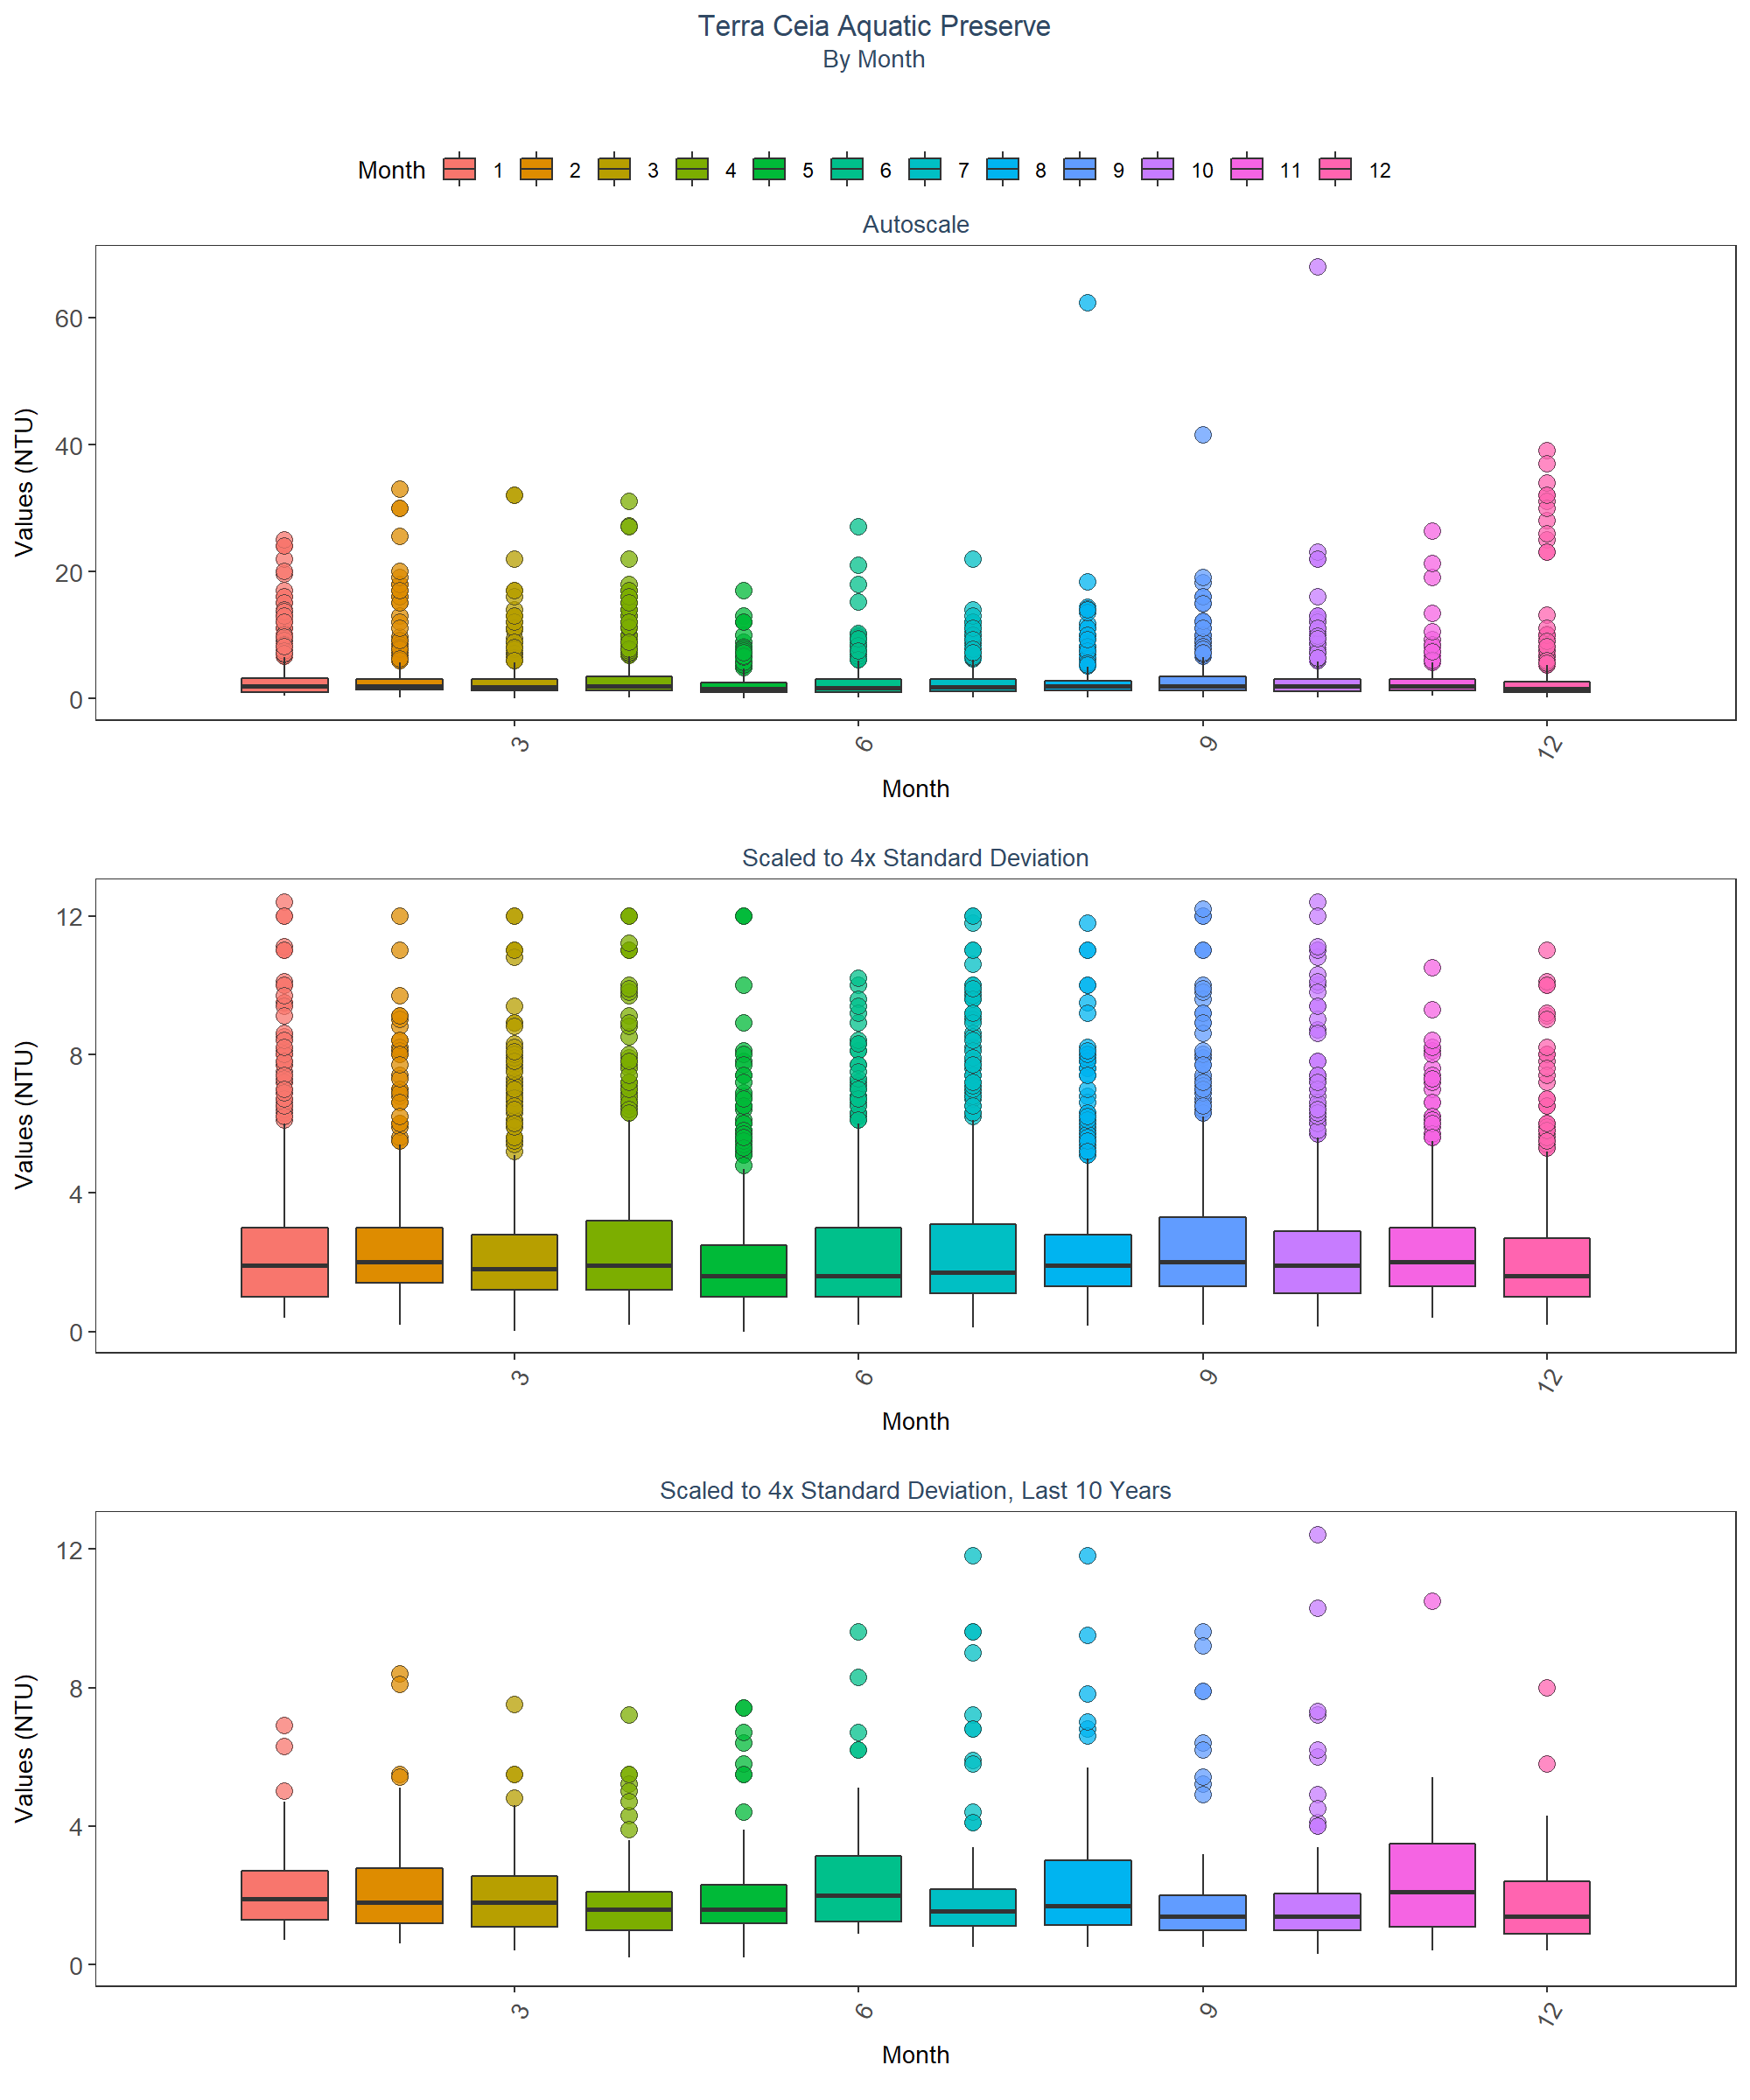 Terra Ceia Aquatic Preserve
By Month
Month 1 2 3 4 5 6 7 8 9 10 11 12
Autoscale
Values (NTU)
60
40
20
0
3 6 9 12
Month
Scaled to 4x Standard Deviation
Values (NTU)
12
8
4
0
3 6 9 12
Month
Scaled to 4x Standard Deviation, Last 10 Years
Values (NTU)
12
8
4
0
3 6 9 12
Month